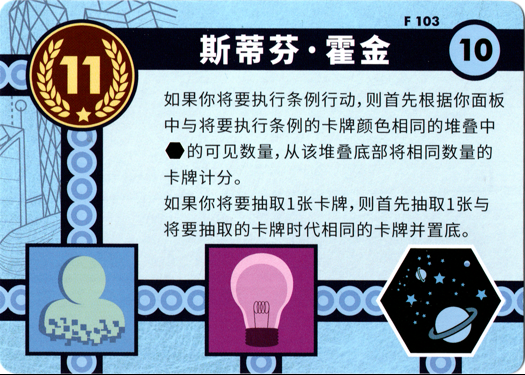 F 103
11
斯蒂芬·霍金
10
如果你将要执行条例行动,则首先根据你面板
中与将要执行条例的卡牌颜色相同的堆叠中
的可见数量,从该堆叠底部将相同数量的
卡牌计分。
如果你将要抽取1张卡牌,则首先抽取1张与
将要抽取的卡牌时代相同的卡牌并置底。